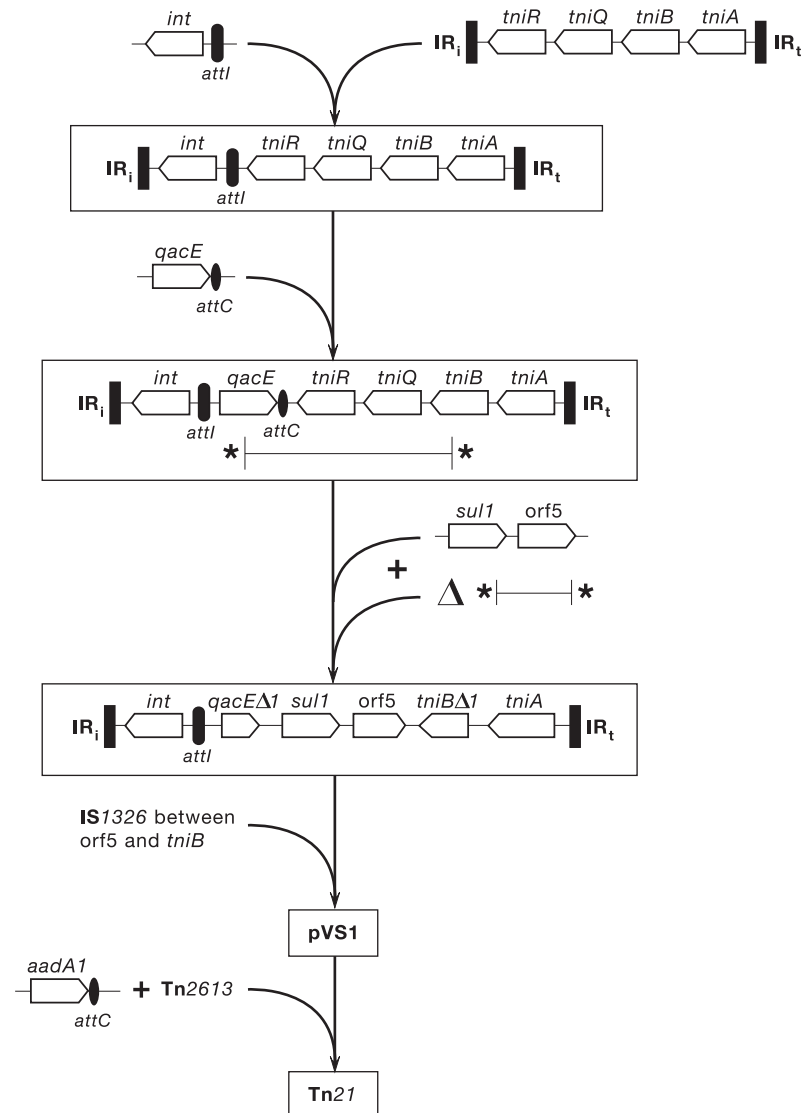 int
attI
IRi tniR tniQ tniB tniA IRt
int tniR tniQ tniB tniA
IRi IRt
attI
qacE
attC
int qacE tniR tniQ tniB tniA
IRi IRt
attI attC
* *
sul1 orf5
+
Δ * *
int qacEΔ1 sul1 orf5 tniBΔ1 tniA
IRi IRt
attI
IS1326 between
orf5 and tniB
pVS1
aadA1
+ Tn2613
attC
Tn21